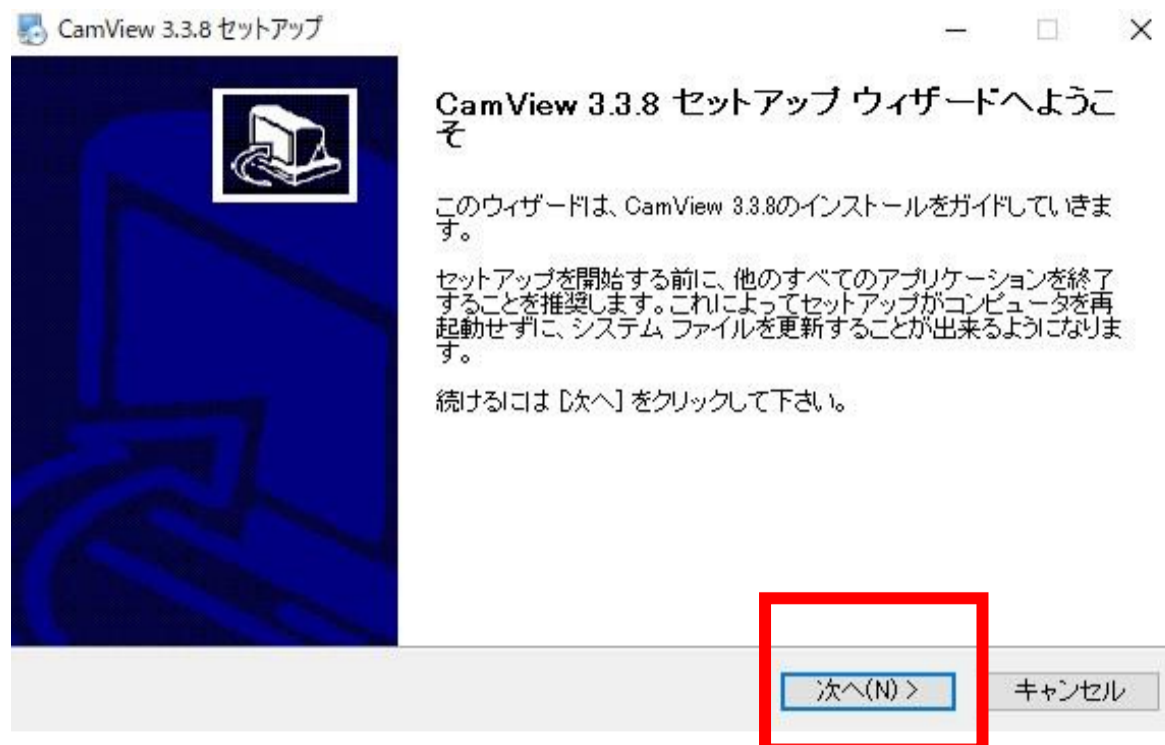 CamView 3.3.8 セットアップ
CamView 3.3.8 セットアップ ウィザードへようこ
そ
このウィザードは、CamView 3.3.8のインストールをガイドしていきま
す。
セットアップを開始する前に、他のすべてのアプリケーションを終了
することを推奨します。これによってセットアップがコンピュータを再
起動せずに、システム ファイルを更新することが出来るようになりま
す。
続けるには [次へ] をクリックして下さい。
次へ(N) >
キャンセル